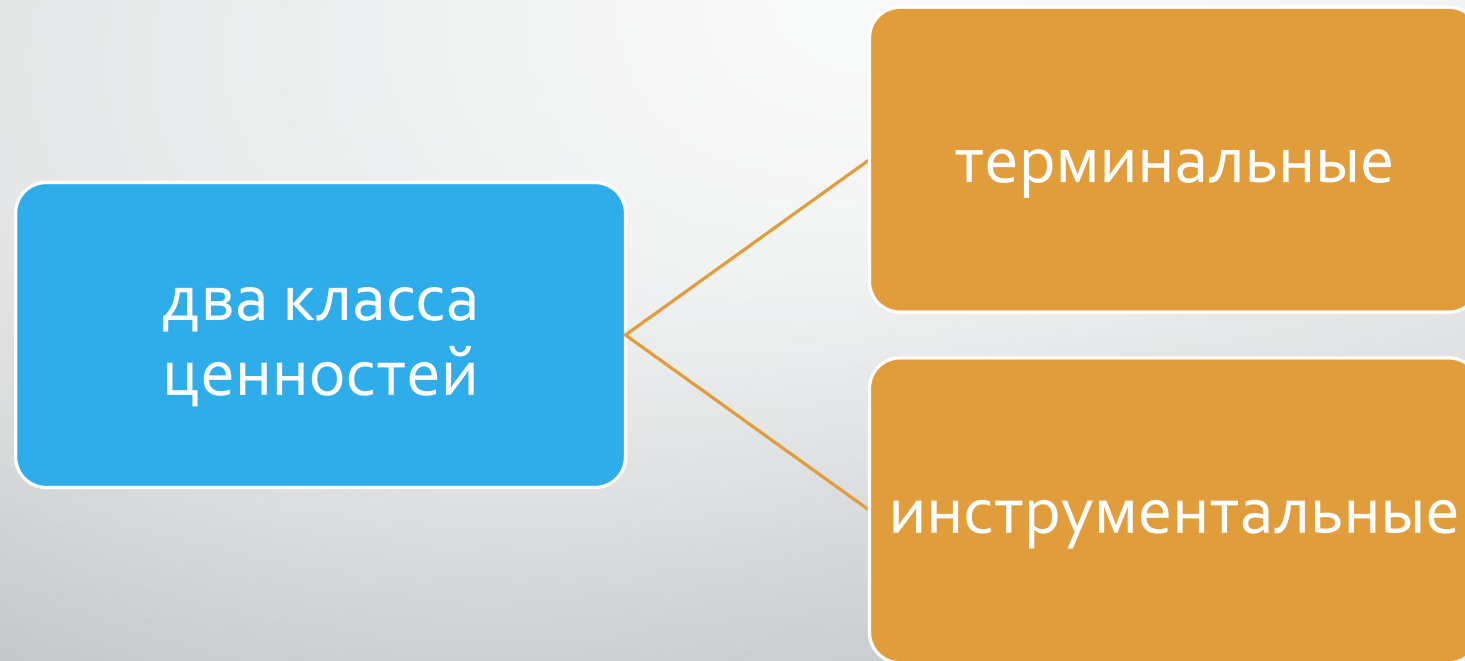 два класса
ценностей
терминальные
инструментальные